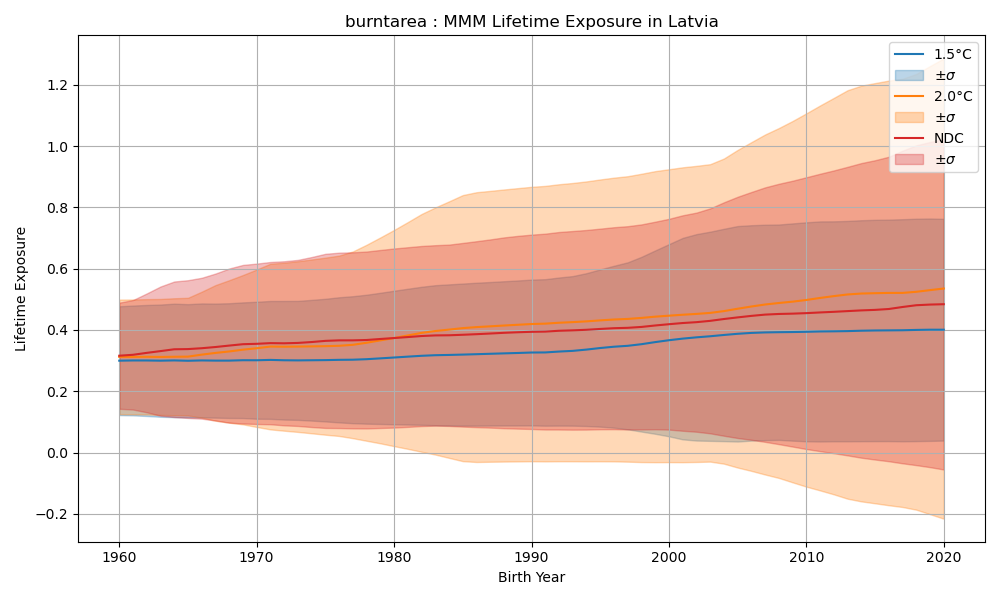 burntarea : MMM Lifetime Exposure in Latvia
1.5°C
±σ
2.0°C
±σ
NDC
±σ
Lifetime Exposure
1.2
1.0
0.8
0.6
0.4
0.2
0.0
−0.2
1960 1970 1980 1990 2000 2010 2020
Birth Year